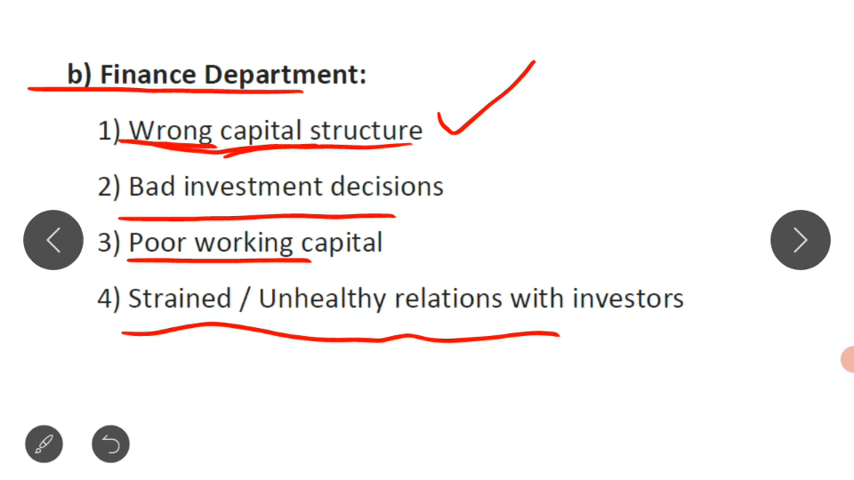 b) Finance Department:
1) Wrong capital structure
2) Bad investment decisions
3) Poor working capital
4) Strained / Unhealthy relations with investors